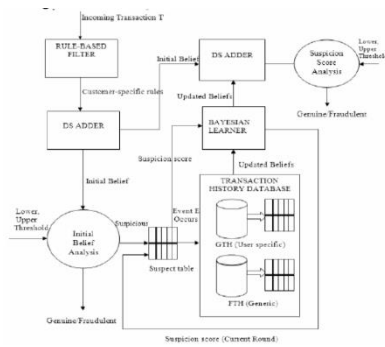 Incoming Transaction T
RULE-BASED
FILTER
Customer-specific rules
DS ADDER
Initial Belief
DS ADDER
Updated Beliefs
Suspicion
Score
Analysis
Lower,
Upper
Threshold
Genuine/Fraudulent
BAYESIAN
LEARNER
Suspicion score
Updated Beliefs
Initial Belief
Lower,
Upper
Threshold
Initial
Belief
Analysis
Suspicious
Suspect table
Event E
Occurs
TRANSACTION
HISTORY DATABASE
GTH (User specific)
FTH (Generic)
Genuine/Fraudulent
Suspicion score (Current Round)